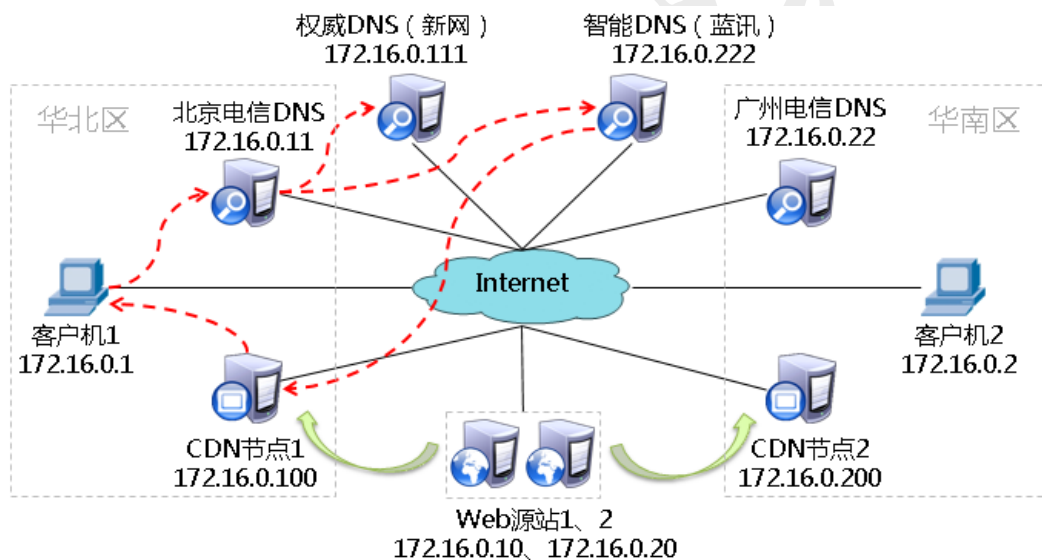 权威DNS（新网）
172.16.0.111
智能DNS（蓝讯）
172.16.0.222
华北区
北京电信DNS
172.16.0.11
广州电信DNS
172.16.0.22
华南区
Internet
客户机1
172.16.0.1
客户机2
172.16.0.2
CDN节点1
172.16.0.100
CDN节点2
172.16.0.200
Web源站1、2
172.16.0.10、172.16.0.20